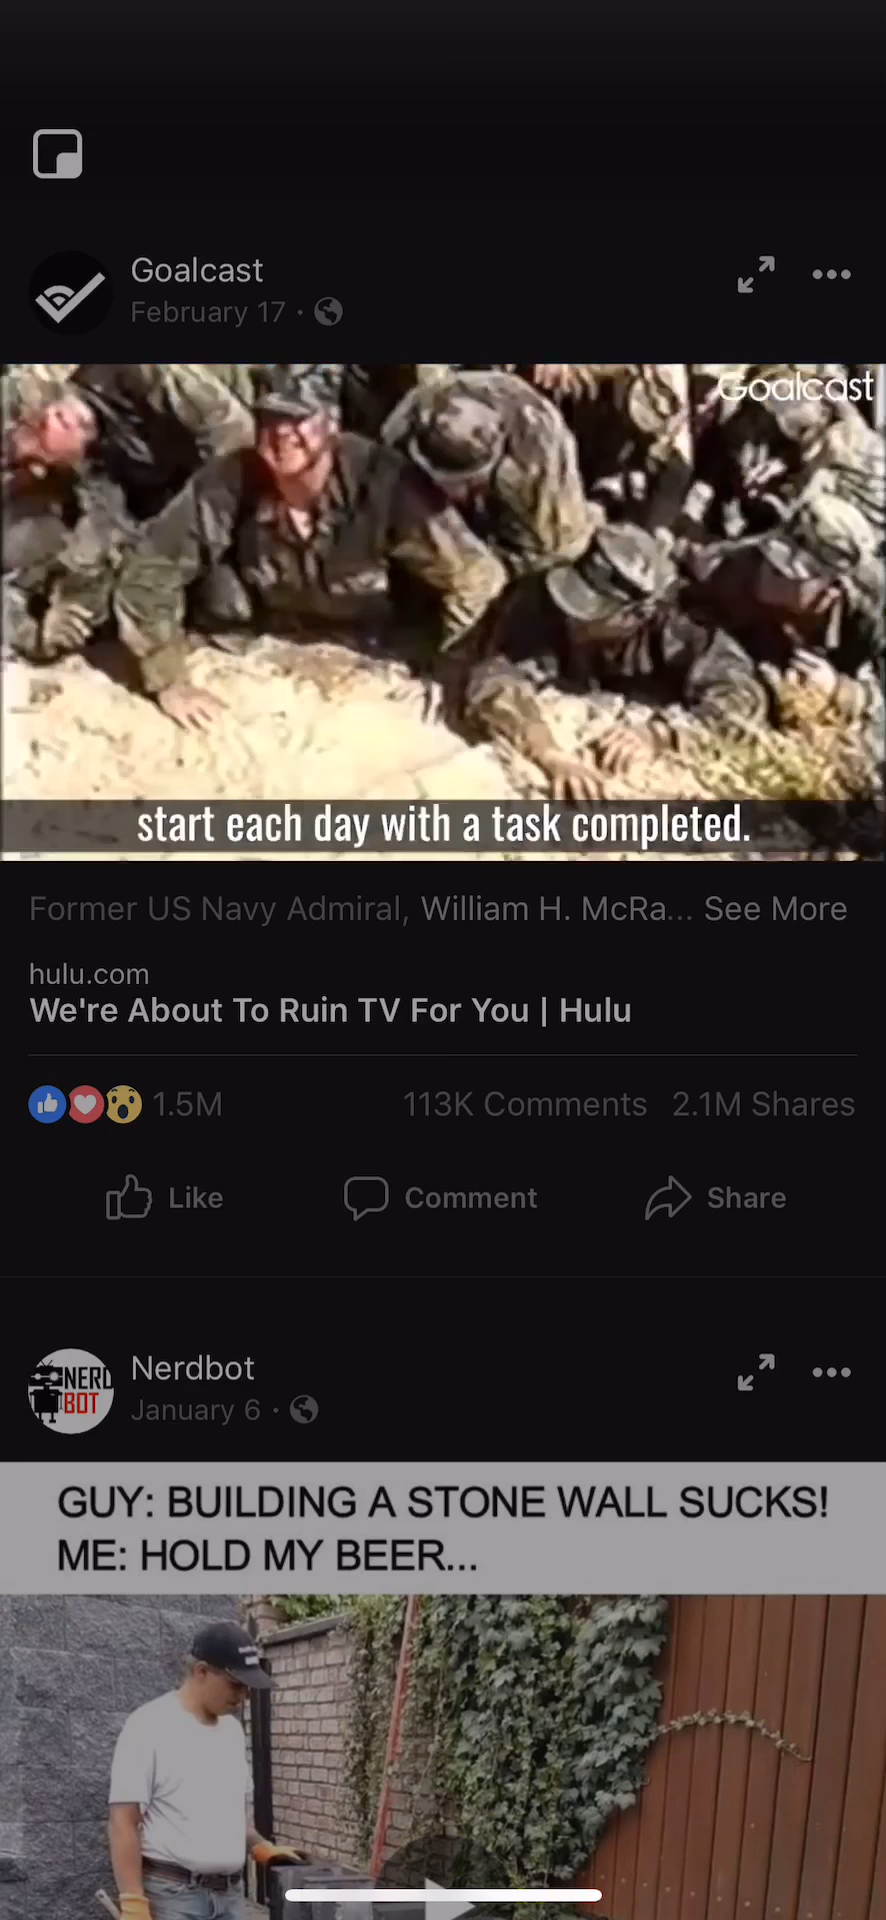 Goalcast
February 17 ·
Goalcast
start each day with a task completed.
Former US Navy Admiral, William H. McRa... See More
hulu.com
We're About To Ruin TV For You | Hulu
1.5M 113K Comments 2.1M Shares
Like Comment Share
NERD
BOT
Nerdbot
January 6 ·
GUY: BUILDING A STONE WALL SUCKS!
ME: HOLD MY BEER...